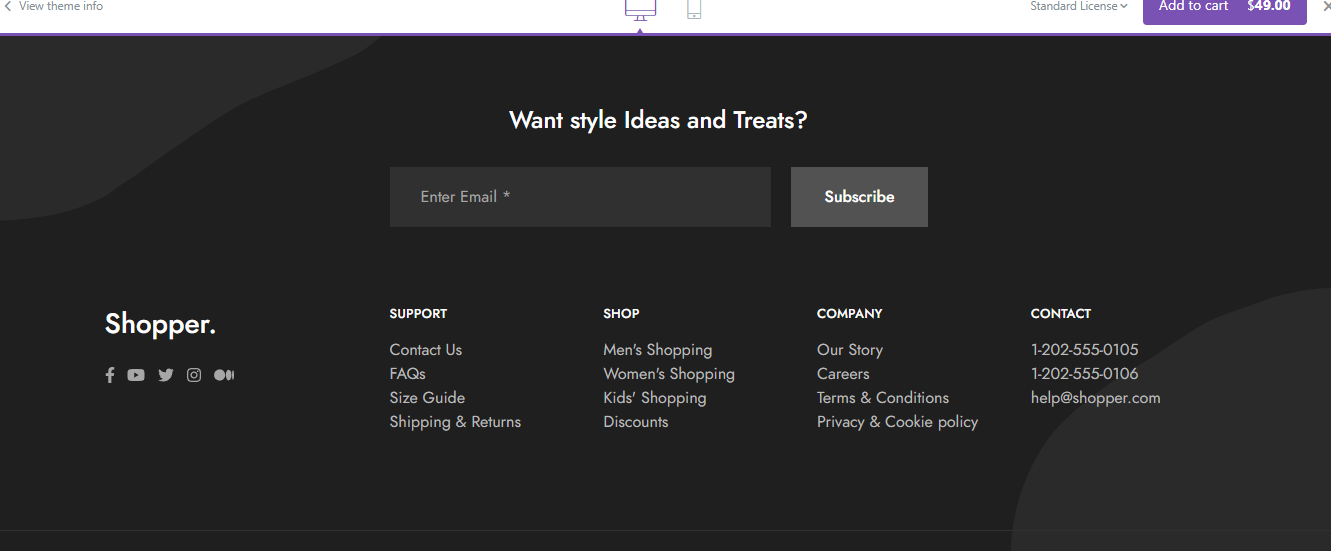 View theme info
Standard License
Add to cart $49.00
Want style Ideas and Treats?
Enter Email *
Subscribe
Shopper.
SUPPORT
Contact Us
FAQs
Size Guide
Shipping & Returns
SHOP
Men's Shopping
Women's Shopping
Kids' Shopping
Discounts
COMPANY
Our Story
Careers
Terms & Conditions
Privacy & Cookie policy
CONTACT
1-202-555-0105
1-202-555-0106
help@shopper.com